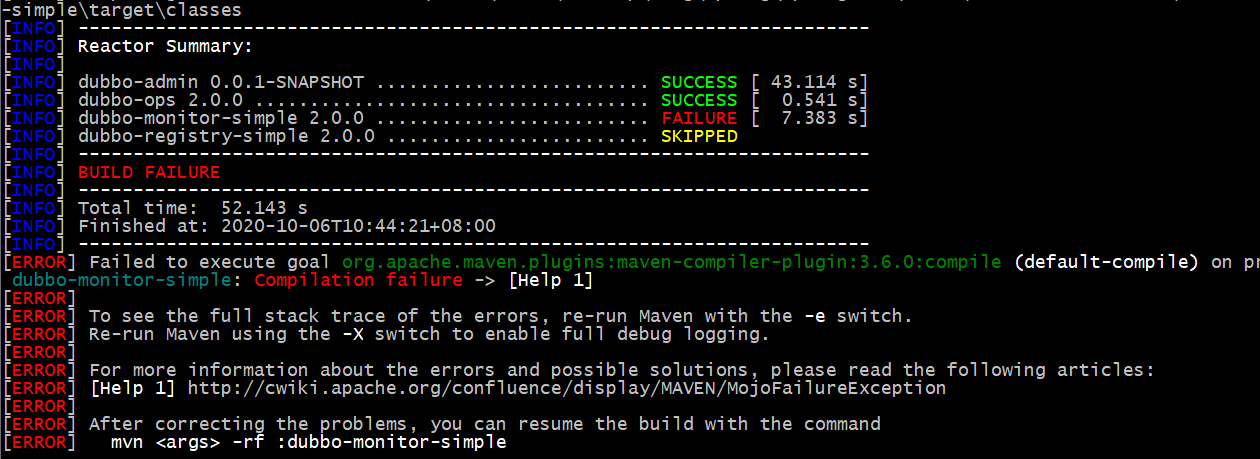 -simple\target\classes
[INFO] ------------------------------------------------------------------------
[INFO] Reactor Summary:
[INFO]
[INFO] dubbo-admin 0.0.1-SNAPSHOT ......................... SUCCESS [ 43.114 s]
[INFO] dubbo-ops 2.0.0 .................................... SUCCESS [  0.541 s]
[INFO] dubbo-monitor-simple 2.0.0 ......................... FAILURE [  7.383 s]
[INFO] dubbo-registry-simple 2.0.0 ........................ SKIPPED
[INFO] ------------------------------------------------------------------------
[INFO] BUILD FAILURE
[INFO] ------------------------------------------------------------------------
[INFO] Total time:  52.143 s
[INFO] Finished at: 2020-10-06T10:44:21+08:00
[INFO] ------------------------------------------------------------------------
[ERROR] Failed to execute goal org.apache.maven.plugins:maven-compiler-plugin:3.6.0:compile (default-compile) on pr
dubbo-monitor-simple: Compilation failure -> [Help 1]
[ERROR]
[ERROR] To see the full stack trace of the errors, re-run Maven with the -e switch.
[ERROR] Re-run Maven using the -X switch to enable full debug logging.
[ERROR]
[ERROR] For more information about the errors and possible solutions, please read the following articles:
[ERROR] [Help 1] http://cwiki.apache.org/confluence/display/MAVEN/MojoFailureException
[ERROR]
[ERROR] After correcting the problems, you can resume the build with the command
[ERROR]   mvn <args> -rf :dubbo-monitor-simple